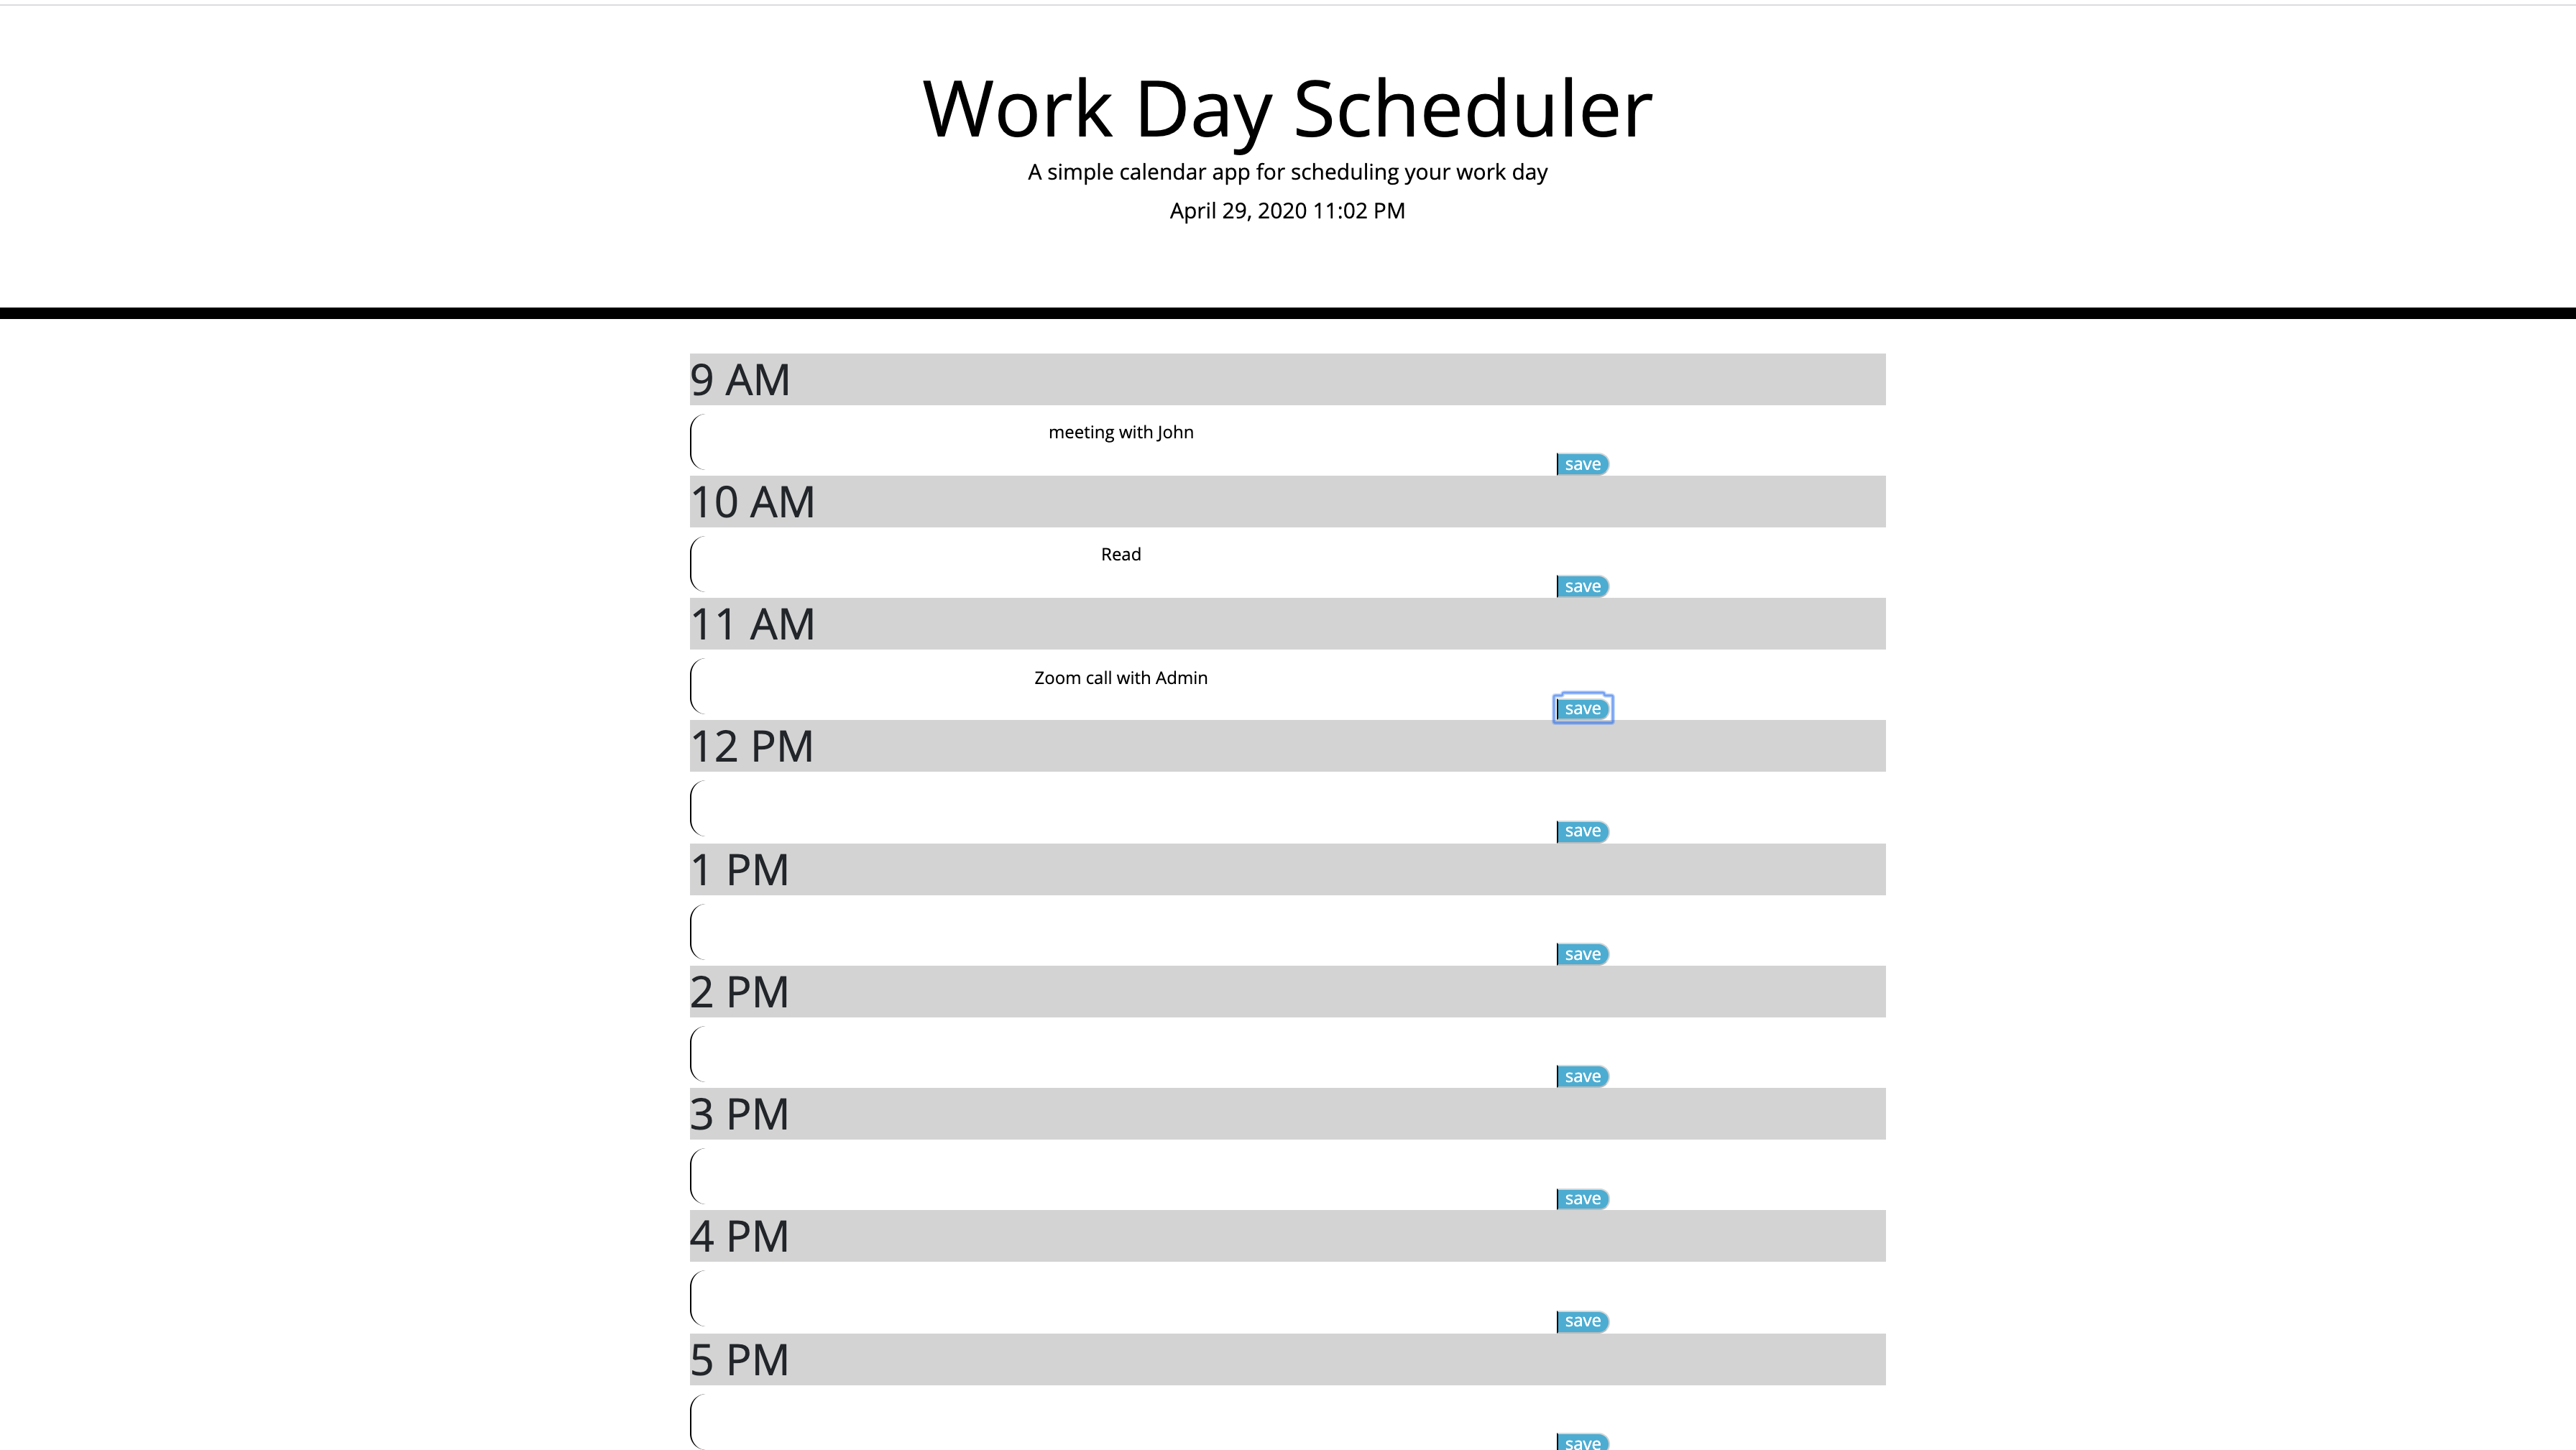 Work Day Scheduler
A simple calendar app for scheduling your work day
April 29, 2020 11:02 PM
9 AM
meeting with John
save
10 AM
Read
save
11 AM
Zoom call with Admin
save
12 PM
save
1 PM
save
2 PM
save
3 PM
save
4 PM
save
5 PM
save